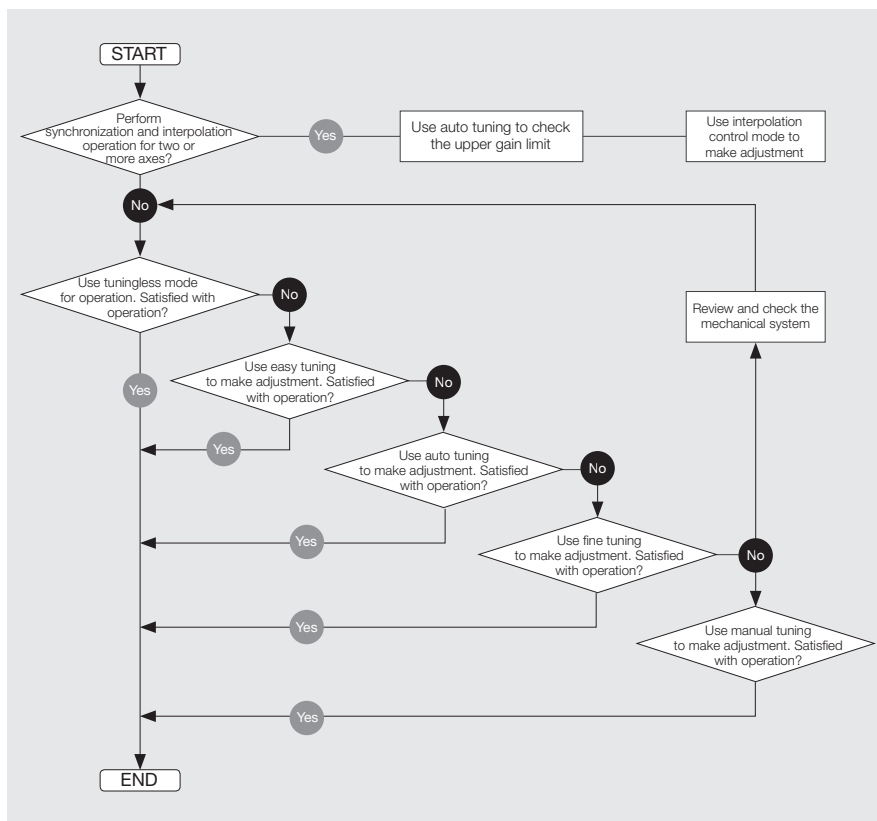 START
Perform
synchronization and interpolation
operation for two or
more axes?
Yes
Use auto tuning to check
the upper gain limit
Use interpolation
control mode to
make adjustment
No
Use tuningless mode
for operation. Satisfied with
operation?
No
Review and check the
mechanical system
Use easy tuning
to make adjustment. Satisfied
with operation?
No
Yes
Yes
Use auto tuning
to make adjustment. Satisfied
with operation?
No
Yes
Use fine tuning
to make adjustment. Satisfied
with operation?
No
Yes
Use manual tuning
to make adjustment. Satisfied
with operation?
Yes
END